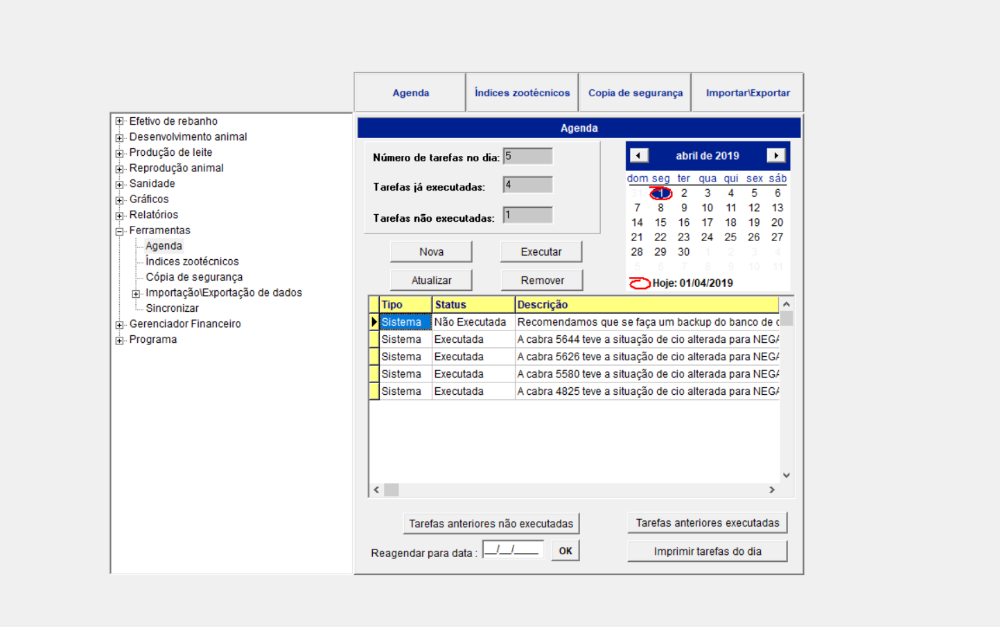 Agenda
Índices zootécnicos
Copia de segurança
Importar\Exportar
Efetivo de rebanho
Desenvolvimento animal
Produção de leite
Reprodução animal
Sanidade
Gráficos
Relatórios
Ferramentas
Agenda
Índices zootécnicos
Cópia de segurança
Importação\Exportação de dados
Sincronizar
Gerenciador Financeiro
Programa
Agenda
Número de tarefas no dia: 5
Tarefas já executadas: 4
Tarefas não executadas: 1
Nova
Executar
Atualizar
Remover
abril de 2019
dom seg ter qua qui sex sáb
31 1 2 3 4 5 6
7 8 9 10 11 12 13
14 15 16 17 18 19 20
21 22 23 24 25 26 27
28 29 30 1 2 3 4
5 6 7 8 9 10 11
Hoje: 01/04/2019
Tipo Status Descrição
Sistema Não Executada Recomendamos que se faça um backup do banco de
Sistema Executada A cabra 5644 teve a situação de cio alterada para NEGA
Sistema Executada A cabra 5626 teve a situação de cio alterada para NEGA
Sistema Executada A cabra 5580 teve a situação de cio alterada para NEGA
Sistema Executada A cabra 4825 teve a situação de cio alterada para NEGA
Tarefas anteriores não executadas
Tarefas anteriores executadas
Reagendar para data : __/__/____ OK
Imprimir tarefas do dia